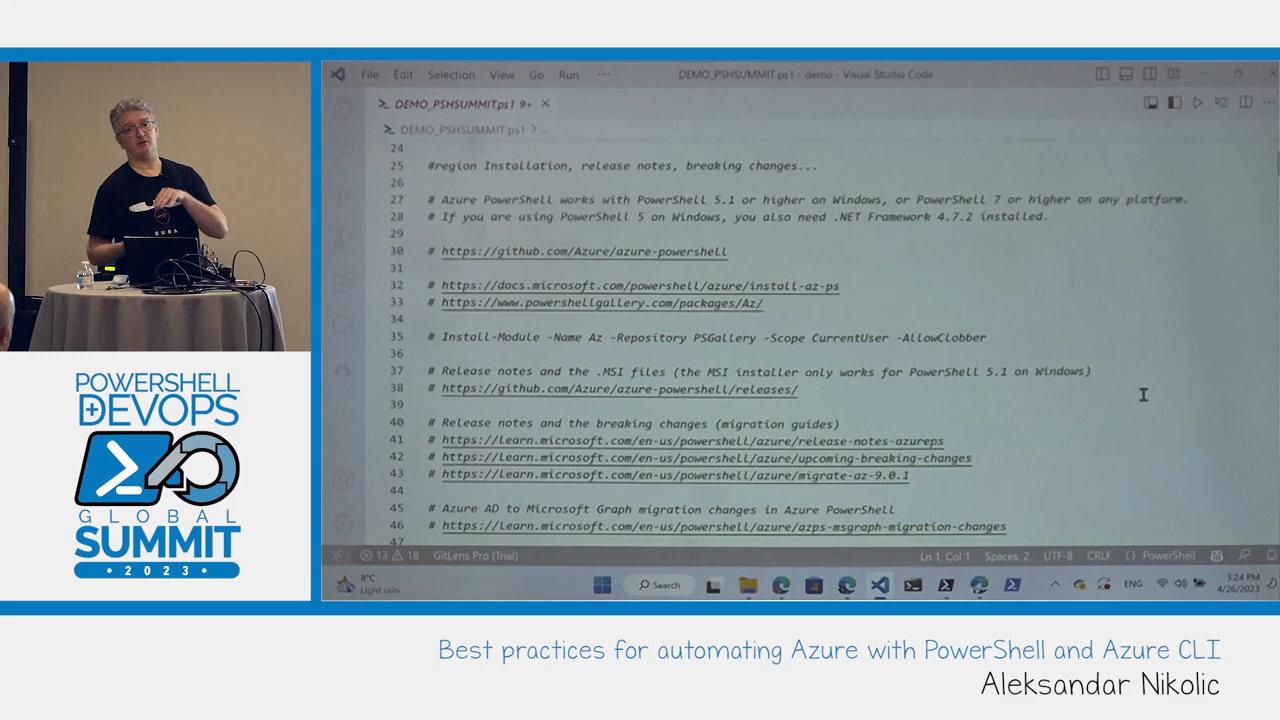 File Edit Selection View Go Run ··· DEMO_PSHSUMMIT.ps1 - demo - Visual Studio Code
DEMO_PSHSUMMIT.ps1 9+
DEMO_PSHSUMMIT.ps1 > ...
24
25 #region Installation, release notes, breaking changes...
26
27 # Azure PowerShell works with PowerShell 5.1 or higher on Windows, or PowerShell 7 or higher on any platform.
28 # If you are using PowerShell 5 on Windows, you also need .NET Framework 4.7.2 installed.
29
30 # https://github.com/Azure/azure-powershell
31
32 # https://docs.microsoft.com/powershell/azure/install-az-ps
33 # https://www.powershellgallery.com/packages/Az/
34
35 # Install-Module -Name Az -Repository PSGallery -Scope CurrentUser -AllowClobber
36
37 # Release notes and the .MSI files (the MSI installer only works for PowerShell 5.1 on Windows)
38 # https://github.com/Azure/azure-powershell/releases/
39
40 # Release notes and the breaking changes (migration guides)
41 # https://learn.microsoft.com/en-us/powershell/azure/release-notes-azureps
42 # https://learn.microsoft.com/en-us/powershell/azure/upcoming-breaking-changes
43 # https://learn.microsoft.com/en-us/powershell/azure/migrate-az-9.0.1
44
45 # Azure AD to Microsoft Graph migration changes in Azure PowerShell
46 # https://learn.microsoft.com/en-us/powershell/azure/azps-msgraph-migration-changes
47
13 18 GitLens Pro (Trial) Ln 1, Col 1 Spaces: 2 UTF-8 CRLF {} PowerShell
8°C
Light rain
Search
ENG
3:24 PM
4/26/2023
SUBA
POWERSHELL
+ DEVOPS
GLOBAL
SUMMIT
• 2023 •
Best practices for automating Azure with PowerShell and Azure CLI
Aleksandar Nikolic